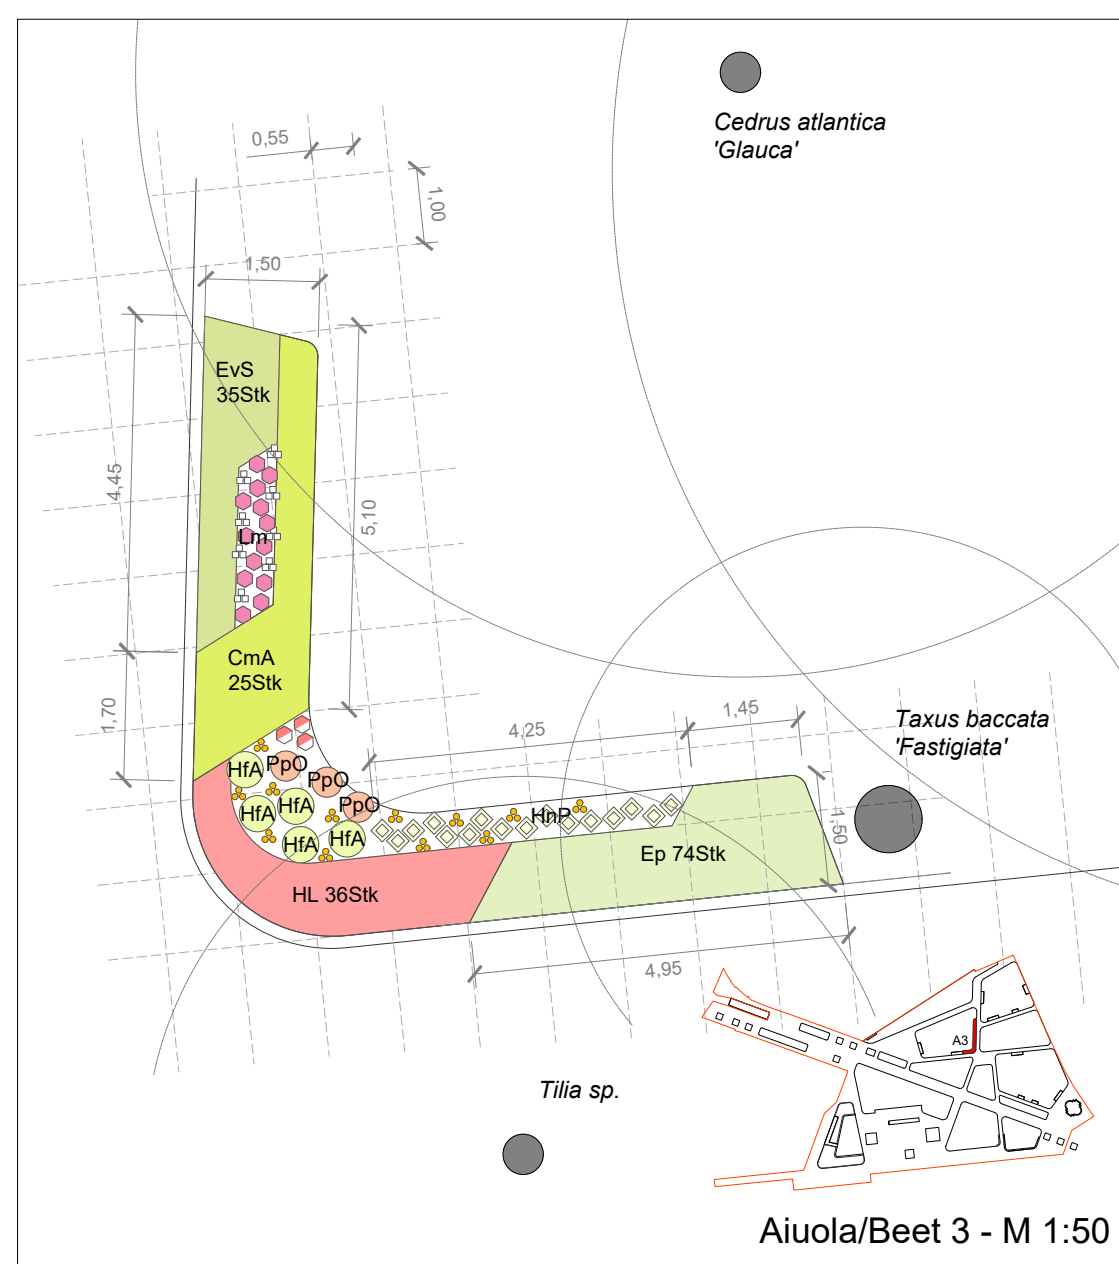 Cedrus atlantica
'Glauca'
0,55
1,00
1,50
EvS
35Stk
4,45
Lm
5,10
CmA
25Stk
1,70
4,25
1,45
Taxus baccata
'Fastigiata'
HfA
PpO
PpO
PpO
HfA
HfA
HfA
HfA
HnP
1,50
Ep 74Stk
HL 36Stk
4,95
A3
Tilia sp.
Aiuola/Beet 3 - M 1:50